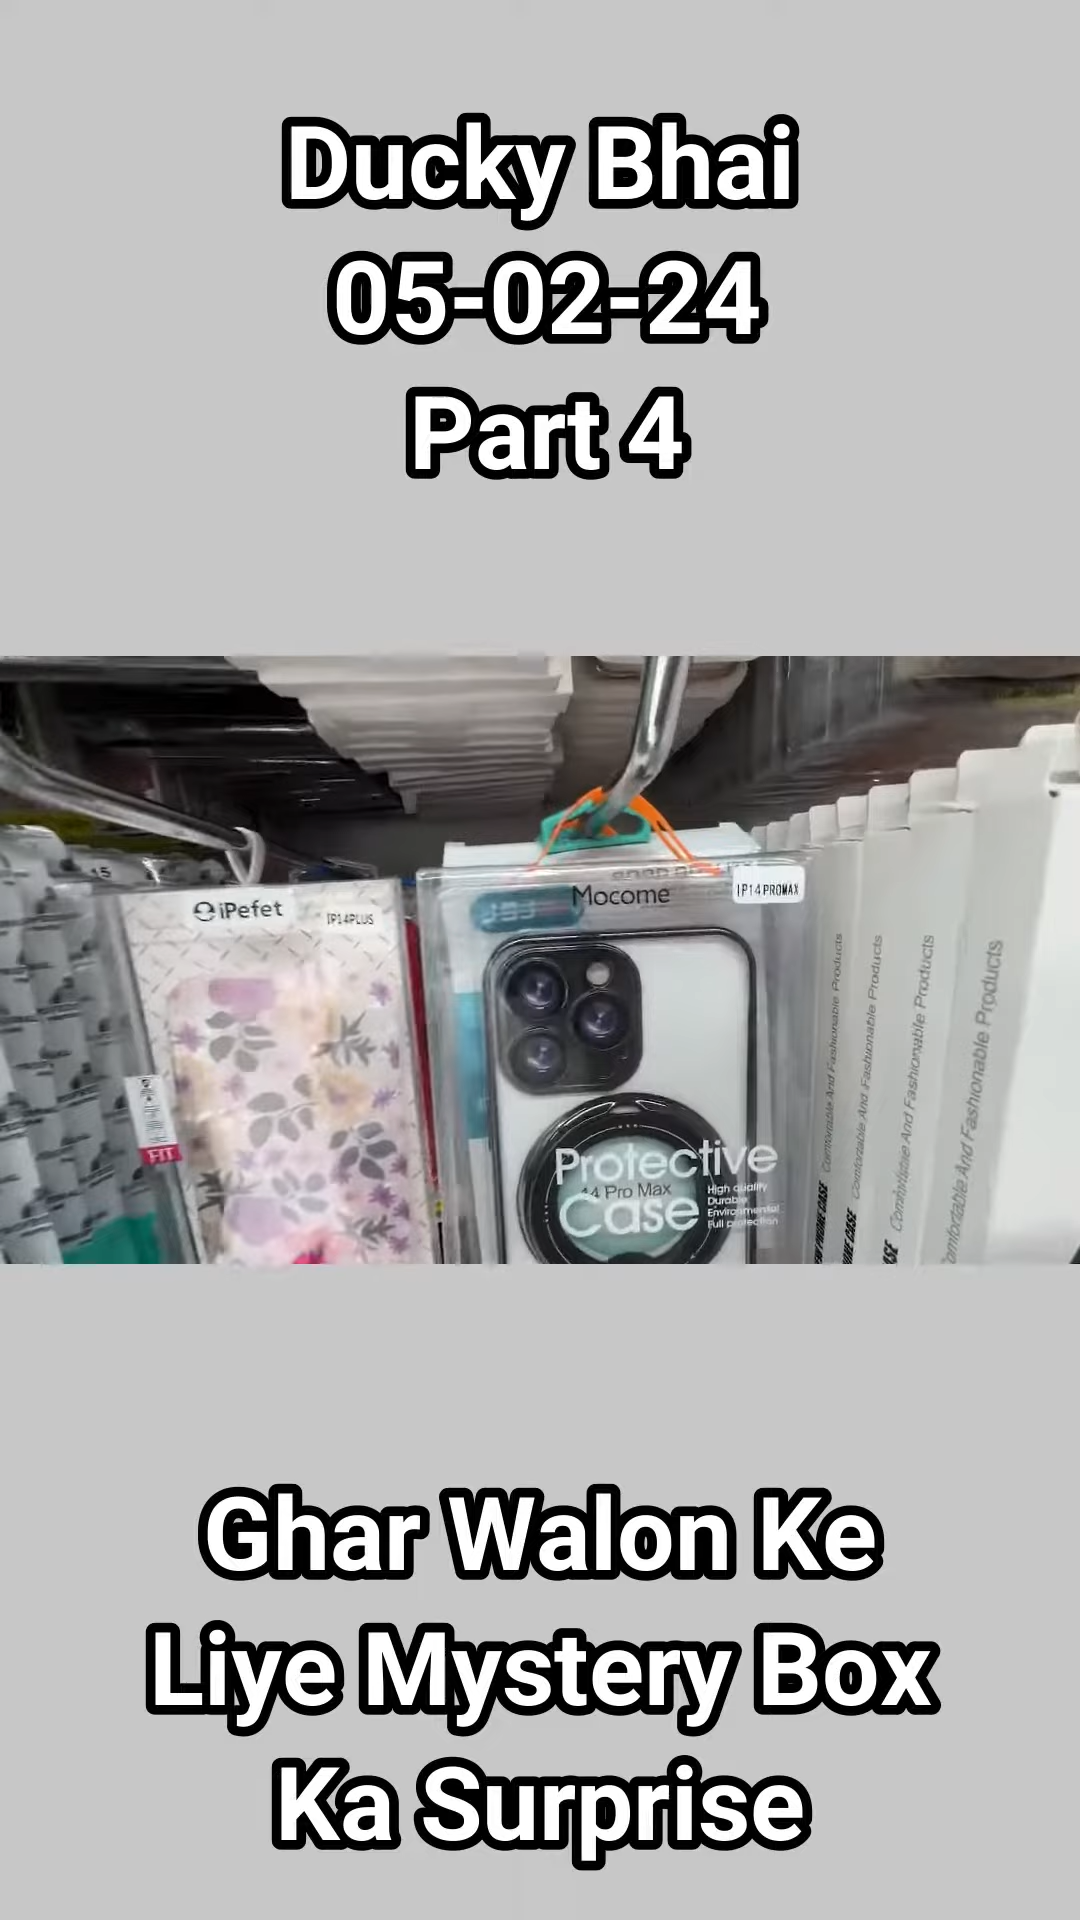 Ducky Bhai
05-02-24
Part 4
Mocome
IP14PROMAX
iPefet
IP14PLUS
15
FIT
Protective
14 Pro Max
Case
High quality
Durable
Environmental
Full protection
Comfortable And Fashionable Products
Comfortable And Fashionable Products
Comfortable And Fashionable Products
Comfortable And Fashionable Products
Ghar Walon Ke
Liye Mystery Box
Ka Surprise